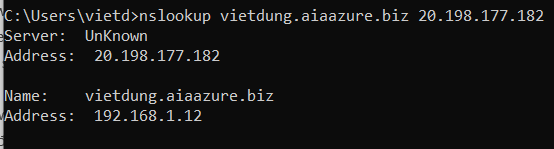 C:\Users\vietd>nslookup vietdung.aiaazure.biz 20.198.177.182
Server:  UnKnown
Address:  20.198.177.182

Name:    vietdung.aiaazure.biz
Address:  192.168.1.12